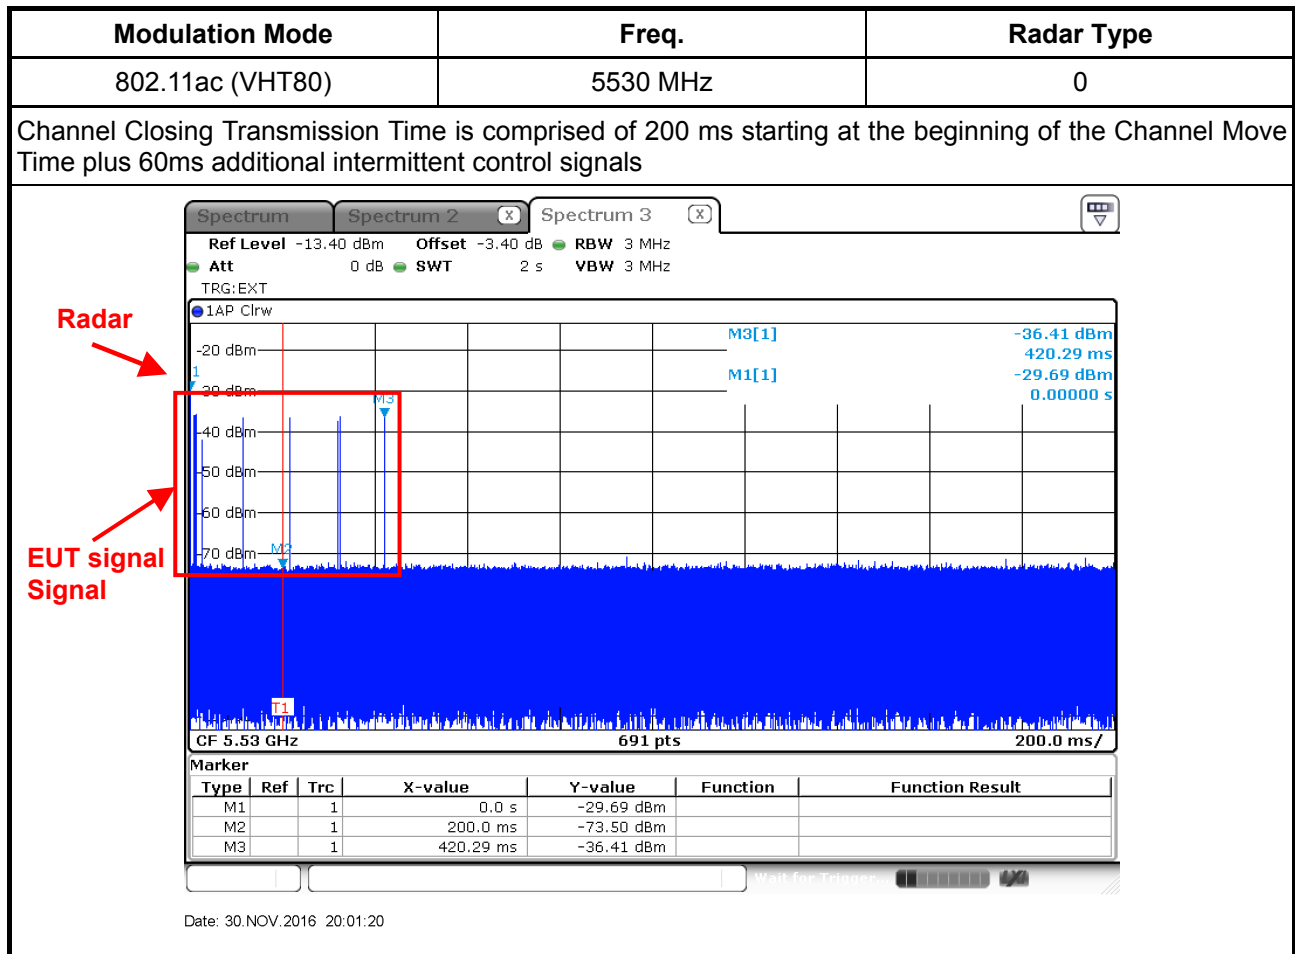 Modulation Mode Freq. Radar Type
802.11ac (VHT80) 5530 MHz 0
Channel Closing Transmission Time is comprised of 200 ms starting at the beginning of the Channel Move
Time plus 60ms additional intermittent control signals
Spectrum Spectrum 2 X Spectrum 3 X
Ref Level -13.40 dBm Offset -3.40 dB RBW 3 MHz
Att 0 dB SWT 2 s VBW 3 MHz
TRG:EXT
1AP Clrw
Radar
M3[1] -36.41 dBm
420.29 ms
M1[1] -29.69 dBm
0.00000 s
-20 dBm
1
-30 dBm
M3
-40 dBm
-50 dBm
-60 dBm
-70 dBm
M2
EUT signal
Signal
T1
CF 5.53 GHz 691 pts 200.0 ms/
Marker
Type Ref Trc X-value Y-value Function Function Result
M1 1 0.0 s -29.69 dBm
M2 1 200.0 ms -73.50 dBm
M3 1 420.29 ms -36.41 dBm
Wait for Trigger...
Date: 30.NOV.2016 20:01:20